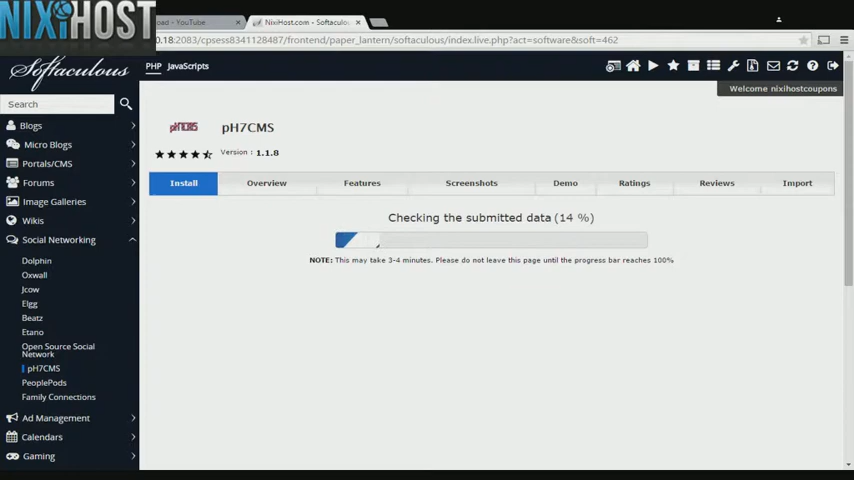 NIXIHOST
oad - YouTube
NixiHost.com - Softaculou
0.18:2083/cpsess8341128487/frontend/paper_lantern/softaculous/index.live.php?act=software&soft=462
Softaculous
PHP JavaScripts
Welcome nixihostcoupons
Search
pH7CMS
pH7CMS
Version : 1.1.8
Install Overview Features Screenshots Demo Ratings Reviews Import
Checking the submitted data (14 %)
NOTE: This may take 3-4 minutes. Please do not leave this page until the progress bar reaches 100%
Blogs
Micro Blogs
Portals/CMS
Forums
Image Galleries
Wikis
Social Networking
Dolphin
Oxwall
Jcow
Elgg
Beatz
Etano
Open Source Social
Network
pH7CMS
PeoplePods
Family Connections
Ad Management
Calendars
Gaming